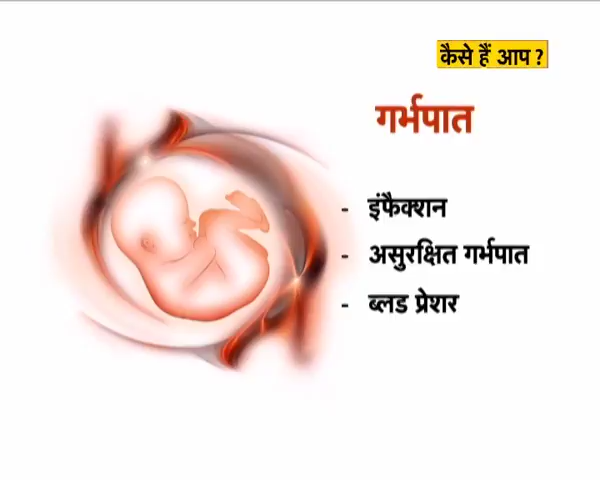 कैसे हैं आप ?
गर्भपात
- इंफैक्शन
- असुरक्षित गर्भपात
- ब्लड प्रेशर